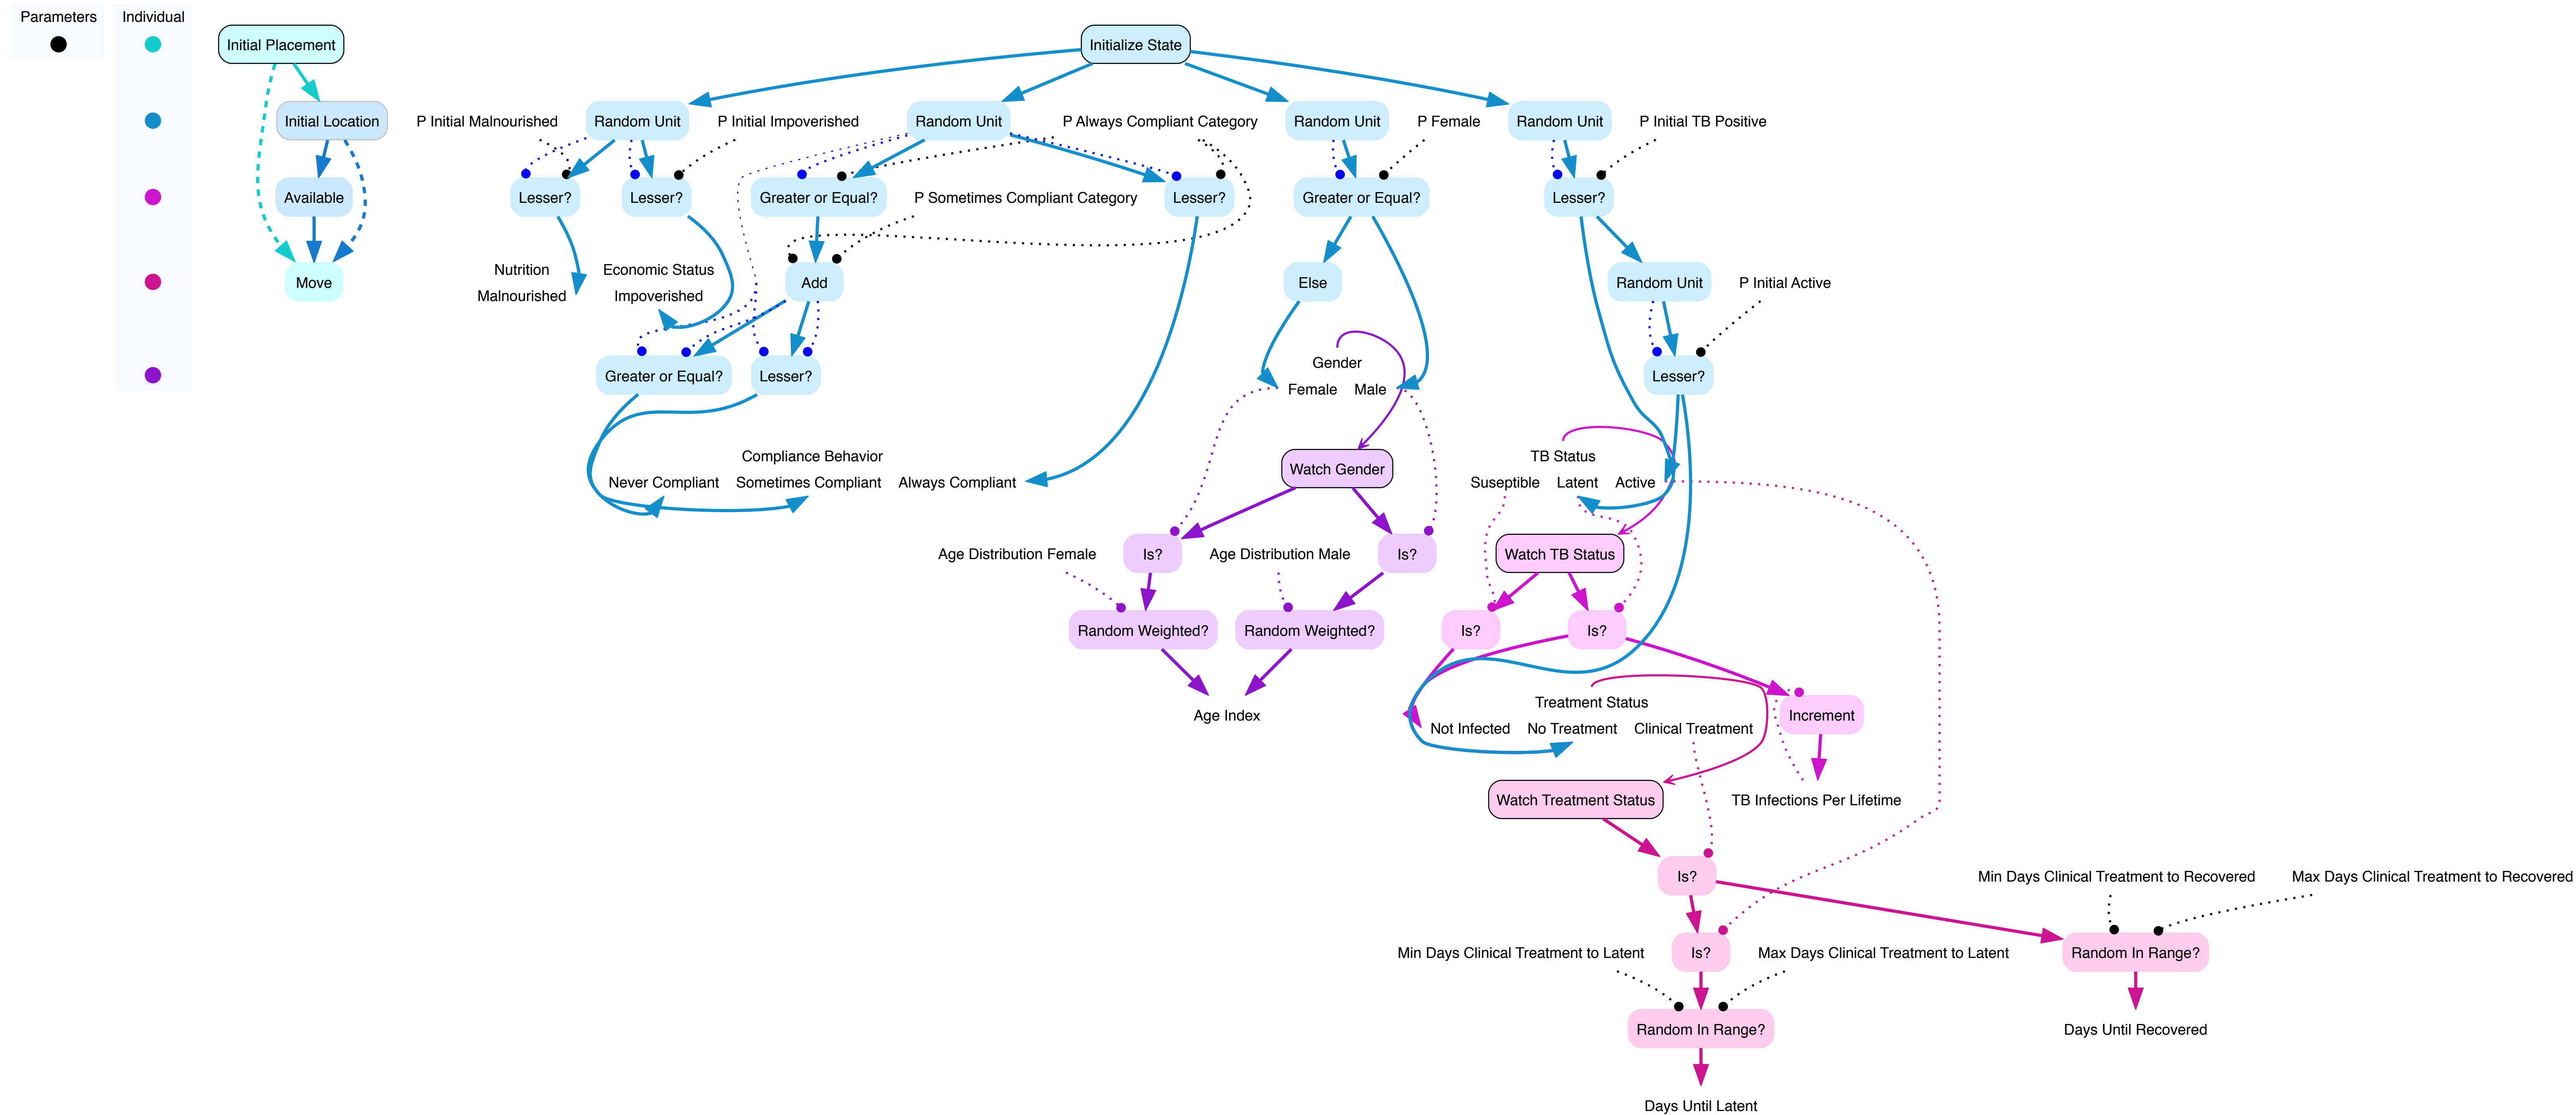 Parameters
Individual
Initial Placement
Initialize State
Initial Location
P Initial Malnourished
Random Unit
P Initial Impoverished
Random Unit
P Always Compliant Category
Random Unit
P Female
Random Unit
P Initial TB Positive
Available
Lesser?
Lesser?
Greater or Equal?
P Sometimes Compliant Category
Lesser?
Greater or Equal?
Lesser?
Move
Nutrition
Malnourished
Economic Status
Impoverished
Add
Else
Random Unit
P Initial Active
Greater or Equal?
Lesser?
Gender
Female
Male
Lesser?
Compliance Behavior
Never Compliant
Sometimes Compliant
Always Compliant
Watch Gender
TB Status
Suseptible
Latent
Active
Age Distribution Female
Is?
Age Distribution Male
Is?
Watch TB Status
Random Weighted?
Random Weighted?
Is?
Is?
Age Index
Treatment Status
Not Infected
No Treatment
Clinical Treatment
Increment
Watch Treatment Status
TB Infections Per Lifetime
Is?
Min Days Clinical Treatment to Recovered
Max Days Clinical Treatment to Recovered
Min Days Clinical Treatment to Latent
Is?
Max Days Clinical Treatment to Latent
Random In Range?
Random In Range?
Days Until Recovered
Days Until Latent